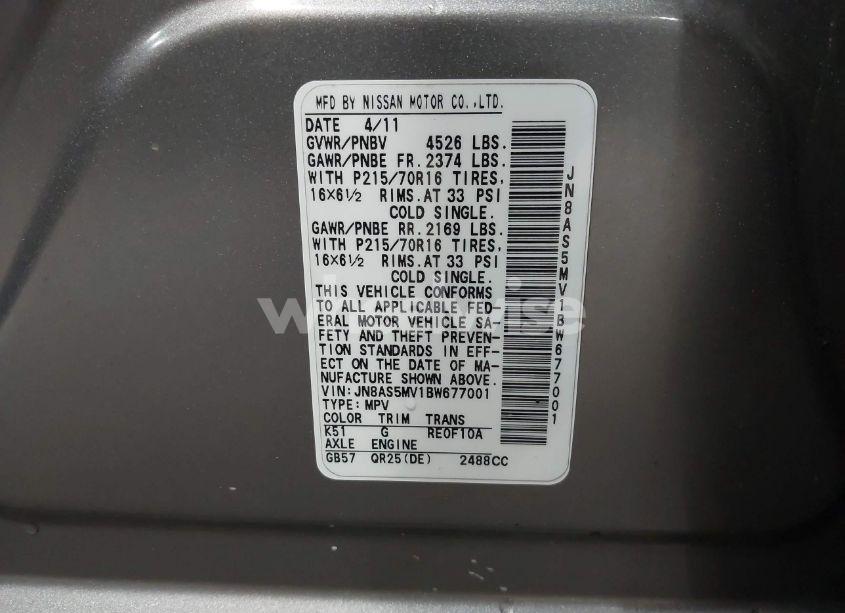 MFD BY NISSAN MOTOR CO.,LTD.
DATE 4/11
GVWR/PNBV 4526 LBS.
GAWR/PNBE FR. 2374 LBS.
WITH P215/70R16 TIRES,
16×6½ RIMS.AT 33 PSI
COLD SINGLE.
GAWR/PNBE RR. 2169 LBS.
WITH P215/70R16 TIRES,
16×6½ RIMS.AT 33 PSI
COLD SINGLE.
THIS VEHICLE CONFORMS
TO ALL APPLICABLE FED-
ERAL MOTOR VEHICLE SA-
FETY AND THEFT PREVEN-
TION STANDARDS IN EFF-
ECT ON THE DATE OF MA-
NUFACTURE SHOWN ABOVE.
VIN:JN8AS5MV1BW677001
TYPE: MPV
COLOR TRIM TRANS
K51 G RE0F10A
AXLE ENGINE
GB57 QR25(DE) 2488CC
JN8AS5MV1BW677001